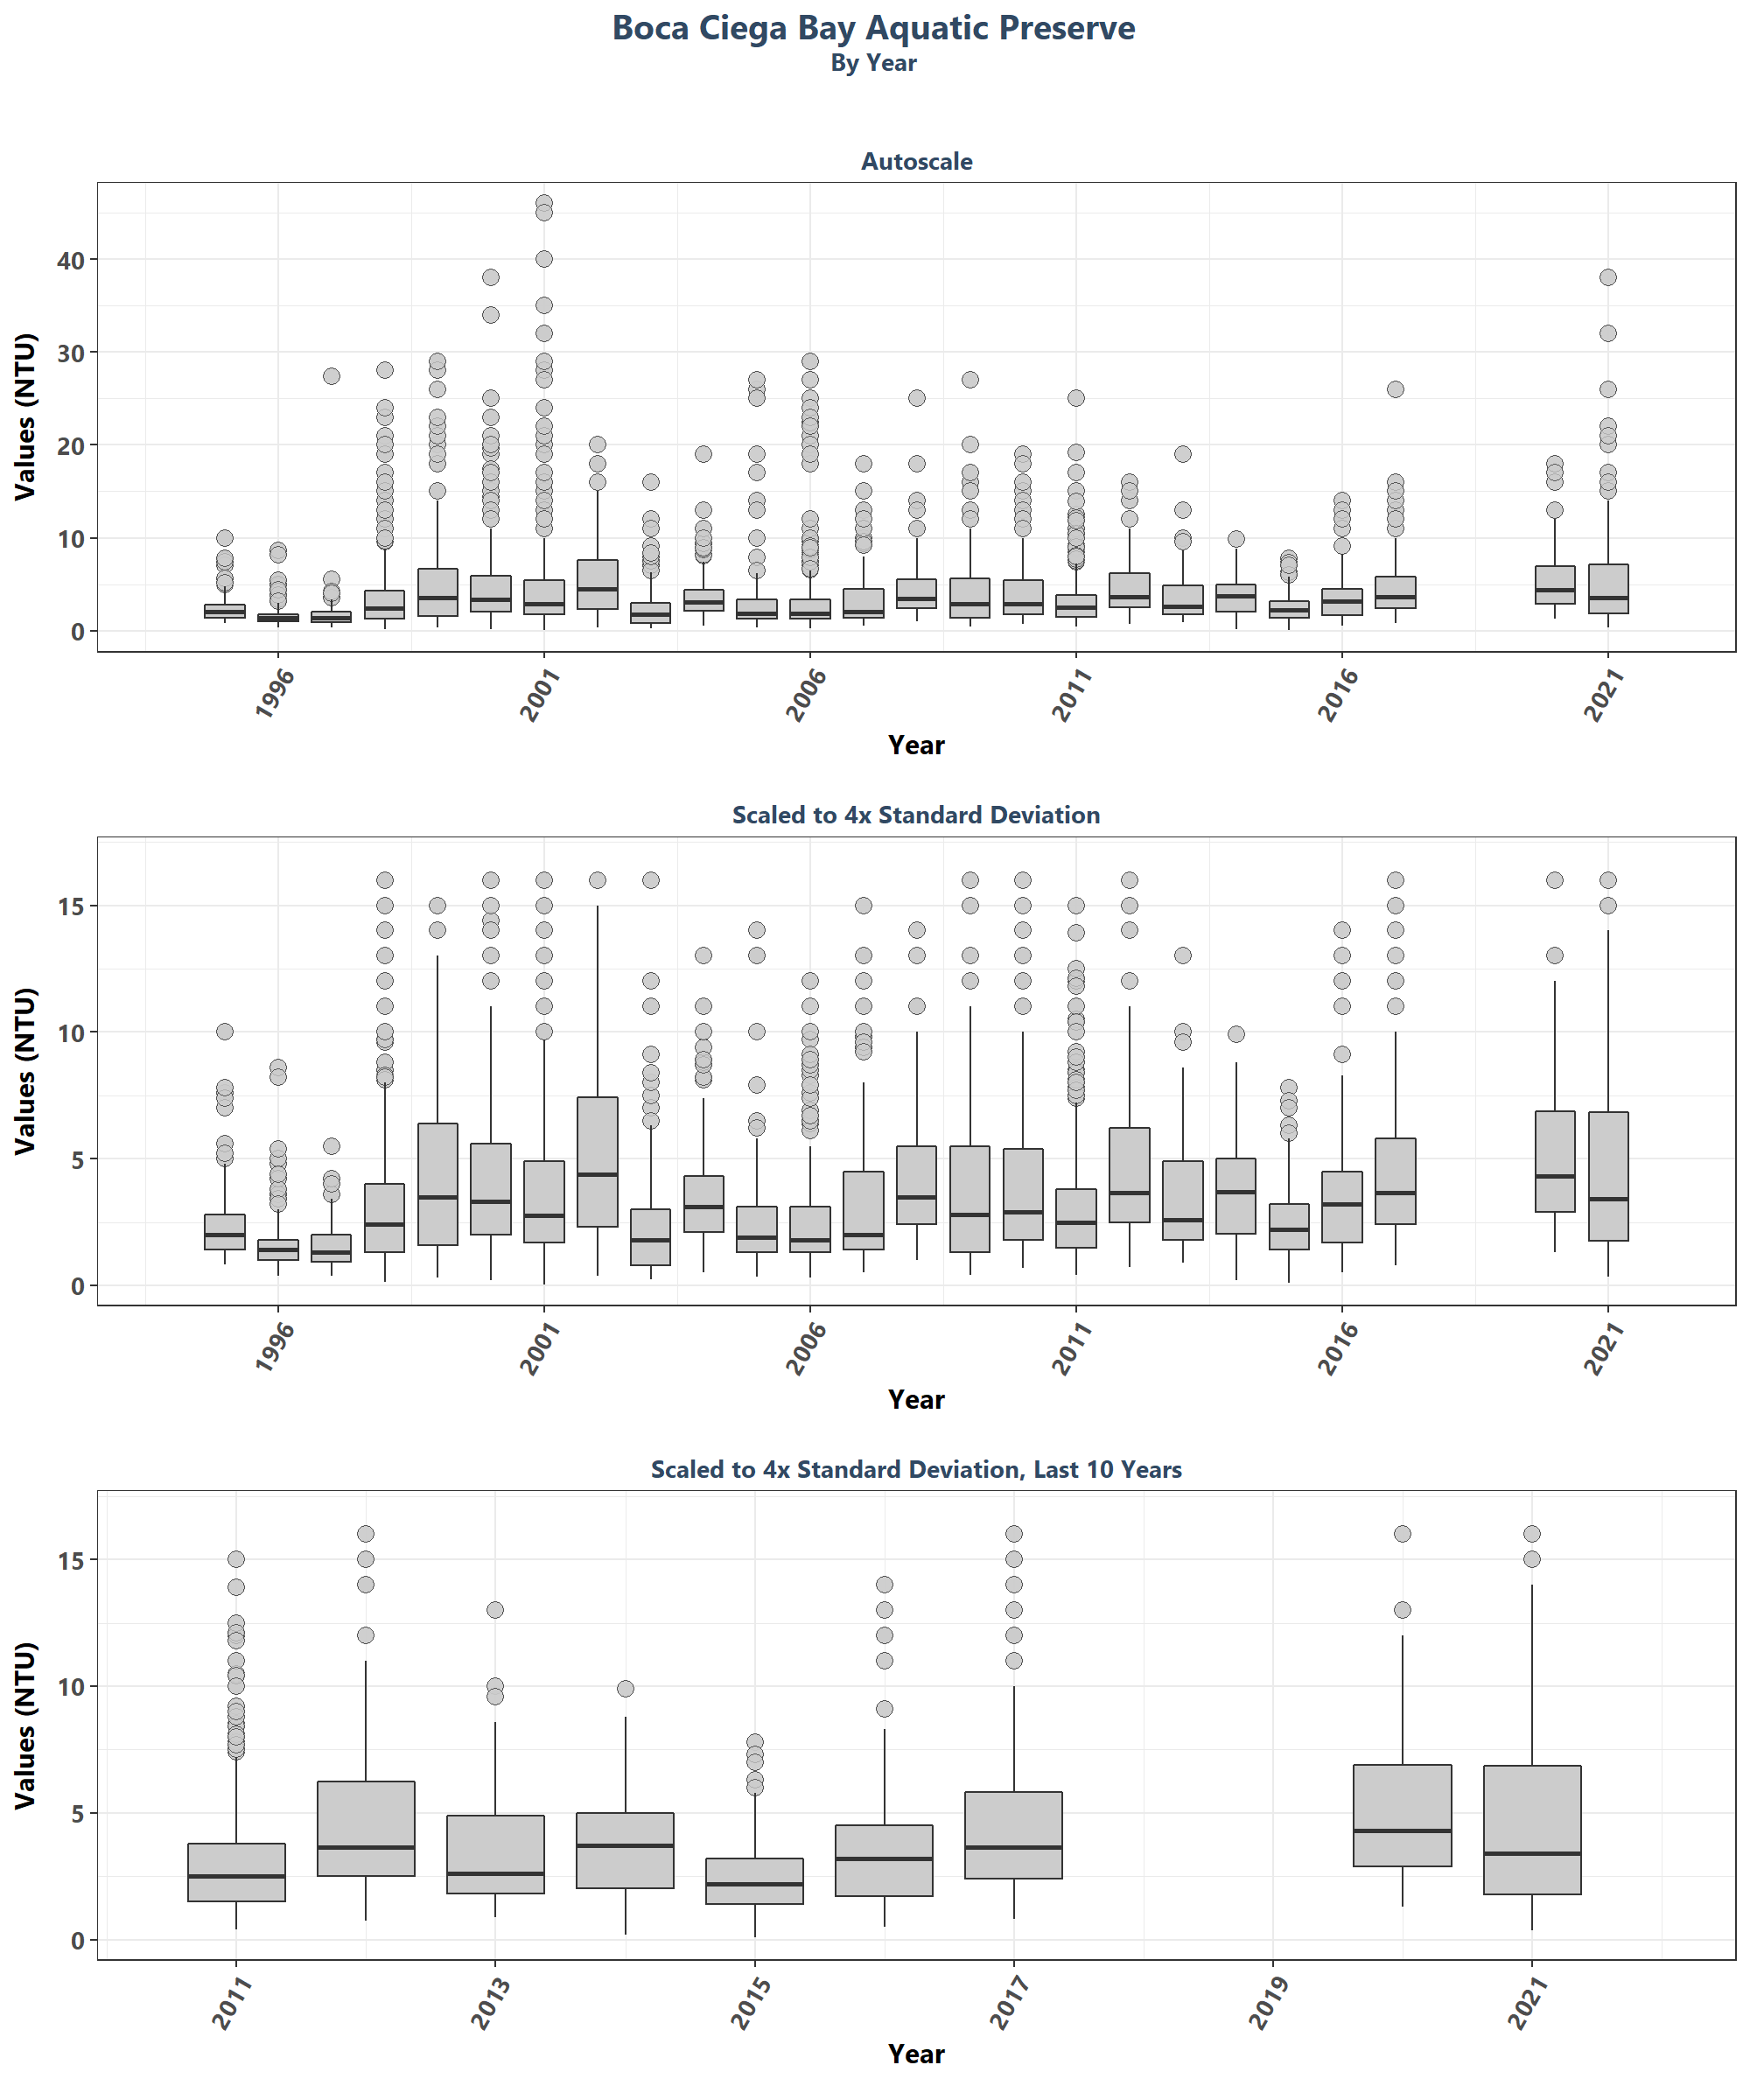 Boca Ciega Bay Aquatic Preserve
By Year
Autoscale
Values (NTU)
40
30
20
10
0
1996
2001
2006
2011
2016
2021
Year
Scaled to 4x Standard Deviation
Values (NTU)
15
10
5
0
1996
2001
2006
2011
2016
2021
Year
Scaled to 4x Standard Deviation, Last 10 Years
Values (NTU)
15
10
5
0
2011
2013
2015
2017
2019
2021
Year